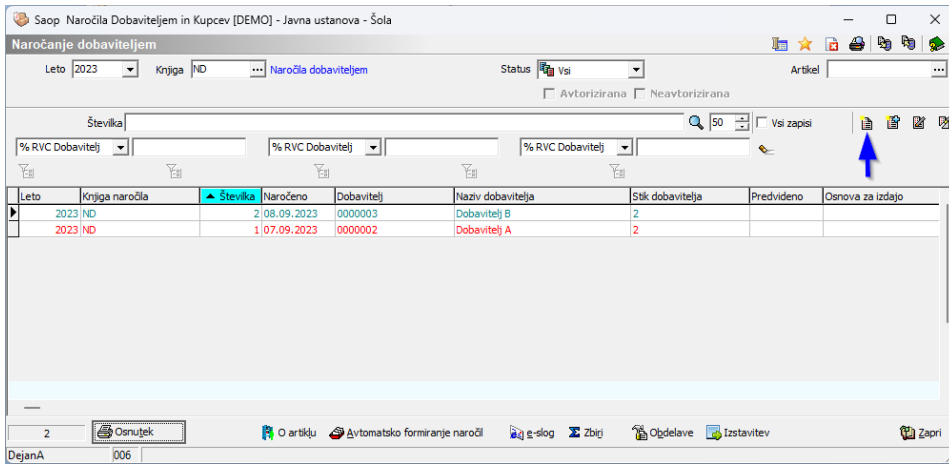 Saop Naročila Dobaviteljem in Kupcev [DEMO] - Javna ustanova - Šola
Naročanje dobaviteljem
Leto 2023 Knjiga ND ... Naročila dobaviteljem Status Vsi Artikel ...
Avtorizirana Neavtorizirana
Številka 50 Vsi zapisi
% RVC Dobavitelj % RVC Dobavitelj % RVC Dobavitelj
Leto Knjiga naročila Številka Naročeno Dobavitelj Naziv dobavitelja Stik dobavitelja Predvideno Osnova za izdajo
2023 ND 2 08.09.2023 0000003 Dobavitelj B 2
2023 ND 1 07.09.2023 0000002 Dobavitelj A 2
2 Osnutek O artiklu Avtomatsko formiranje naročil e-slog Zbirj Obdelave Izstavitev Zapri
DejanA 006